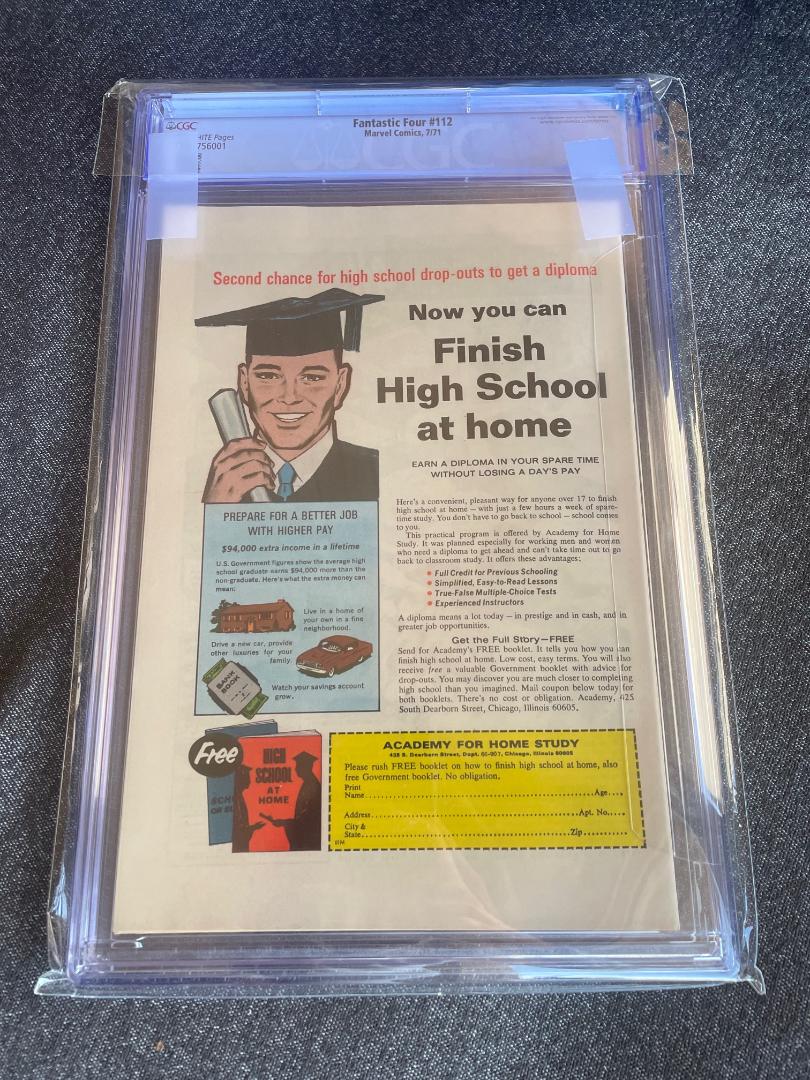 CGC
Fantastic Four #112
Marvel Comics, 7/71
ITE Pages
756001
CGC
Second chance for high school drop-outs to get a diploma
Now you can
Finish
High School
at home
EARN A DIPLOMA IN YOUR SPARE TIME
WITHOUT LOSING A DAY'S PAY
Here's a convenient, pleasant way for anyone over 17 to finish
high school at home — with just a few hours a week of spare-
time study. You don't have to go back to school — school comes
to you.
This practical program is offered by Academy for Home
Study. It was planned especially for working men and women
who need a diploma to get ahead and can't take time out to go
back to classroom study. It offers these advantages:
• Full Credit for Previous Schooling
• Simplified, Easy-to-Read Lessons
• True-False Multiple-Choice Tests
• Experienced Instructors
A diploma means a lot today — in prestige and in cash, and in
greater job opportunities.
Get the Full Story—FREE
Send for Academy's FREE booklet. It tells you how you can
finish high school at home. Low cost, easy terms. You will also
receive free a valuable Government booklet with advice for
drop-outs. You may discover you are much closer to completing
high school than you imagined. Mail coupon below today for
both booklets. There's no cost or obligation. Academy, 425
South Dearborn Street, Chicago, Illinois 60605.
PREPARE FOR A BETTER JOB
WITH HIGHER PAY
$94,000 extra income in a lifetime
U.S. Government figures show the average high
school graduate earns $94,000 more than the
non-graduate. Here's what the extra money can
mean:
Live in a home of
your own in a fine
neighborhood.
Drive a new car, provide
other luxuries for your
family.
BANK
BOOK
Watch your savings account
grow.
Free
HIGH
SCHOOL
AT
HOME
SCH
OR
ACADEMY FOR HOME STUDY
425 S. Dearborn Street, Dept. Chicago, Illinois 60605
Please rush FREE booklet on how to finish high school at home, also
free Government booklet. No obligation.
Print
Name Age
Address Apt. No.
City &
State Zip